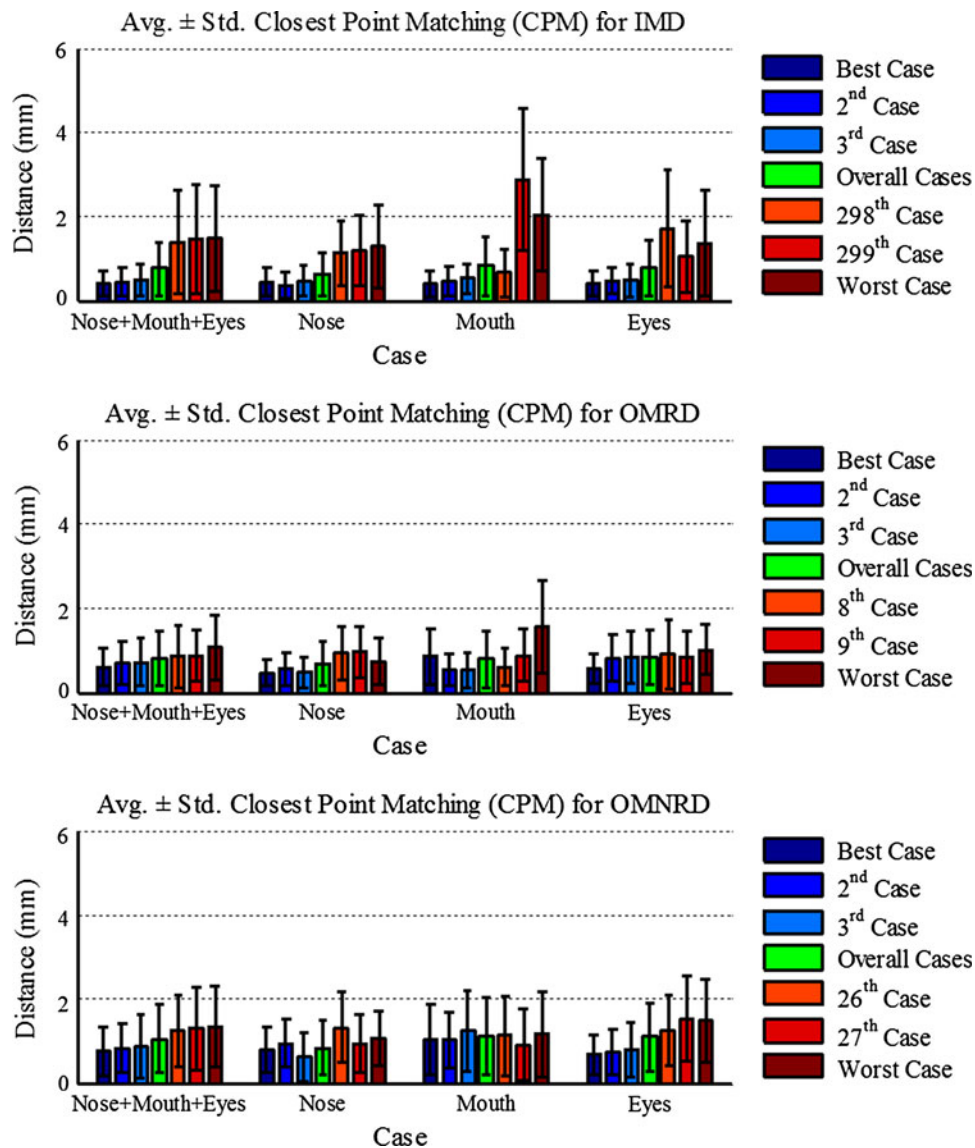 Avg. ± Std. Closest Point Matching (CPM) for IMD
6
4
2
0
Distance (mm)
Nose+Mouth+Eyes Nose Mouth Eyes
Case
Best Case
2nd Case
3rd Case
Overall Cases
298th Case
299th Case
Worst Case
Avg. ± Std. Closest Point Matching (CPM) for OMRD
6
4
2
0
Distance (mm)
Nose+Mouth+Eyes Nose Mouth Eyes
Case
Best Case
2nd Case
3rd Case
Overall Cases
8th Case
9th Case
Worst Case
Avg. ± Std. Closest Point Matching (CPM) for OMNRD
6
4
2
0
Distance (mm)
Nose+Mouth+Eyes Nose Mouth Eyes
Case
Best Case
2nd Case
3rd Case
Overall Cases
26th Case
27th Case
Worst Case